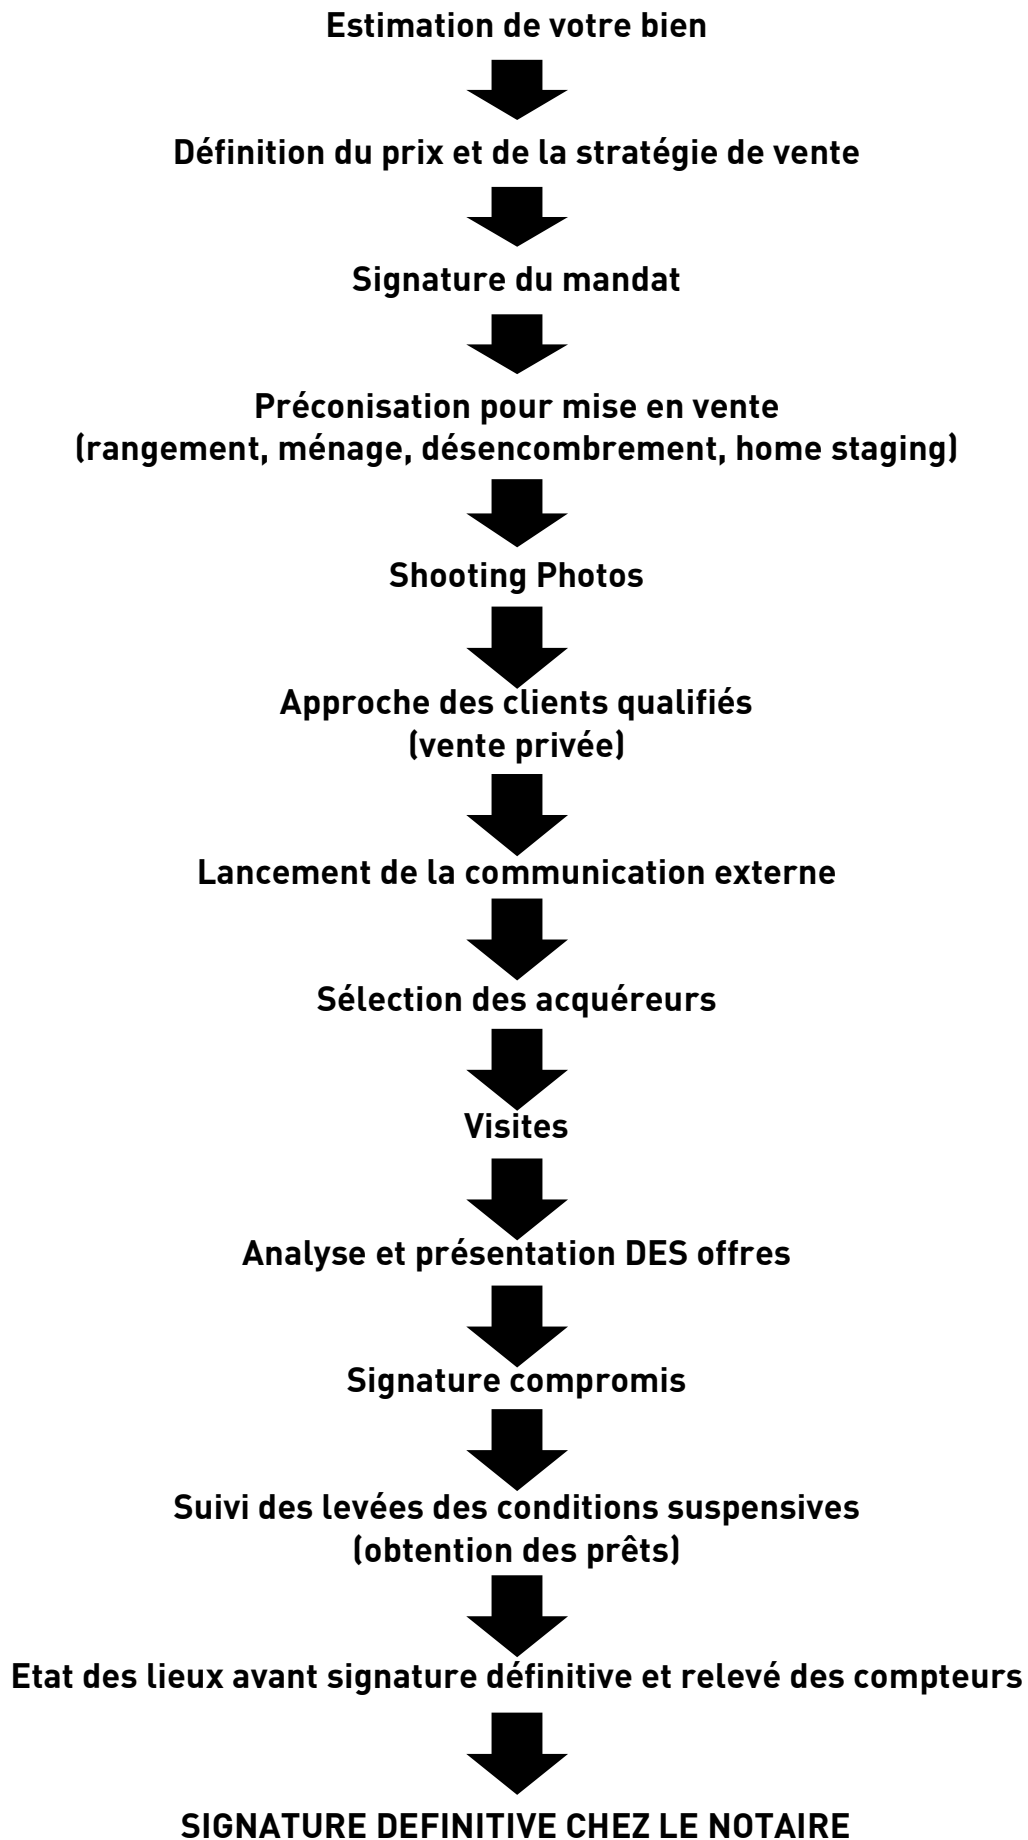 Estimation de votre bien
Définition du prix et de la stratégie de vente
Signature du mandat
Préconisation pour mise en vente
(rangement, ménage, désencombrement, home staging)
Shooting Photos
Approche des clients qualifiés
(vente privée)
Lancement de la communication externe
Sélection des acquéreurs
Visites
Analyse et présentation DES offres
Signature compromis
Suivi des levées des conditions suspensives
(obtention des prêts)
Etat des lieux avant signature définitive et relevé des compteurs
SIGNATURE DEFINITIVE CHEZ LE NOTAIRE